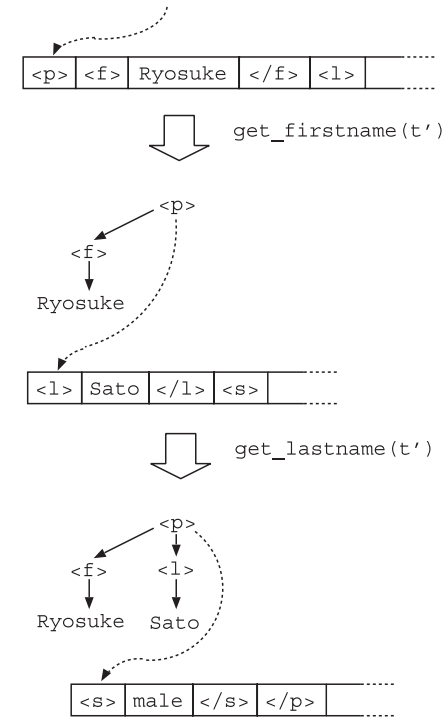 <p> <f> Ryosuke </f> <l>
get_firstname(t’)
<p>
<f>
Ryosuke
<l> Sato </l> <s>
get_lastname(t’)
<p>
<f> <l>
Ryosuke Sato
<s> male </s> </p>